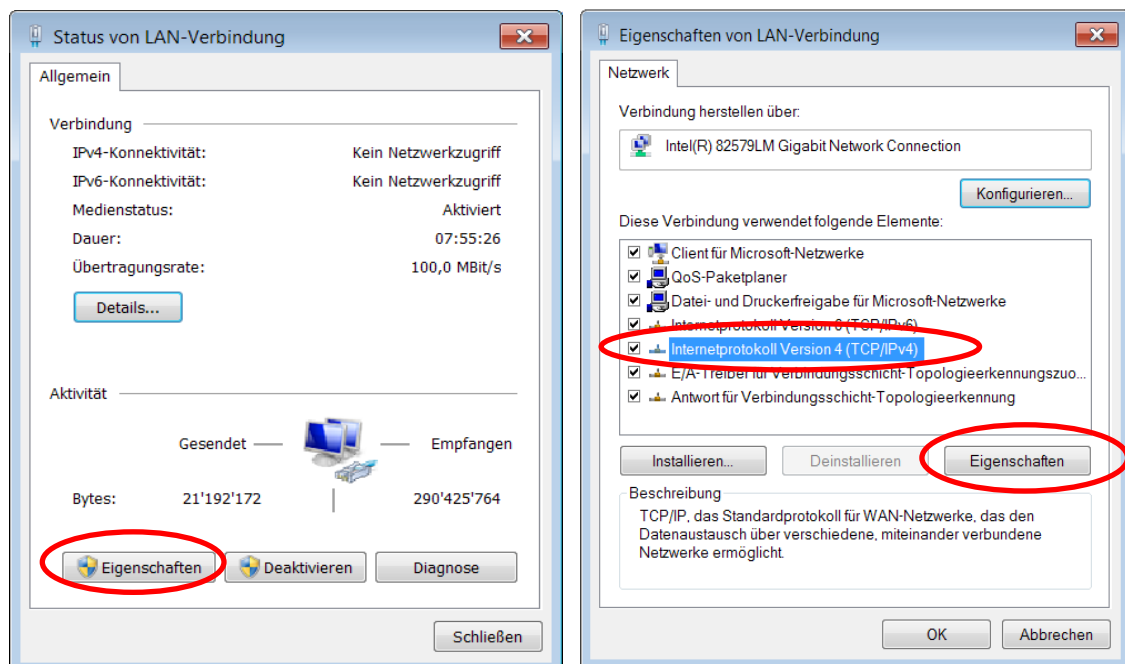 Status von LAN-Verbindung
Allgemein
Verbindung
IPv4-Konnektivität: Kein Netzwerkzugriff
IPv6-Konnektivität: Kein Netzwerkzugriff
Medienstatus: Aktiviert
Dauer: 07:55:26
Übertragungsrate: 100,0 MBit/s
Details...
Aktivität
Gesendet Empfangen
Bytes: 21'192'172 290'425'764
Eigenschaften Deaktivieren Diagnose
Schließen
Eigenschaften von LAN-Verbindung
Netzwerk
Verbindung herstellen über:
Intel(R) 82579LM Gigabit Network Connection
Konfigurieren...
Diese Verbindung verwendet folgende Elemente:
Client für Microsoft-Netzwerke
QoS-Paketplaner
Datei- und Druckerfreigabe für Microsoft-Netzwerke
Internetprotokoll Version 6 (TCP/IPv6)
Internetprotokoll Version 4 (TCP/IPv4)
E/A-Treiber für Verbindungsschicht-Topologieerkennungszuo...
Antwort für Verbindungsschicht-Topologieerkennung
Installieren... Deinstallieren Eigenschaften
Beschreibung
TCP/IP, das Standardprotokoll für WAN-Netzwerke, das den
Datenaustausch über verschiedene, miteinander verbundene
Netzwerke ermöglicht.
OK Abbrechen